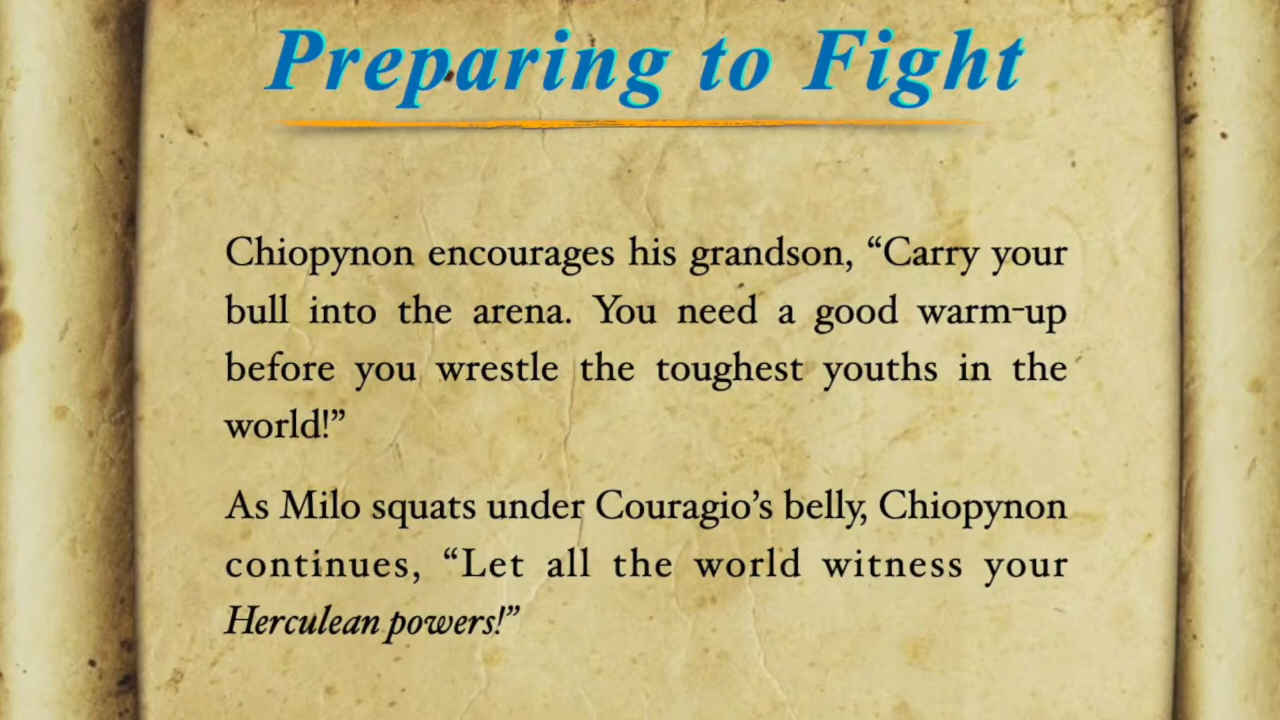 Preparing to Fight
Chiopynon encourages his grandson, “Carry your
bull into the arena. You need a good warm-up
before you wrestle the toughest youths in the
world!”
As Milo squats under Couragio’s belly, Chiopynon
continues, “Let all the world witness your
Herculean powers!”